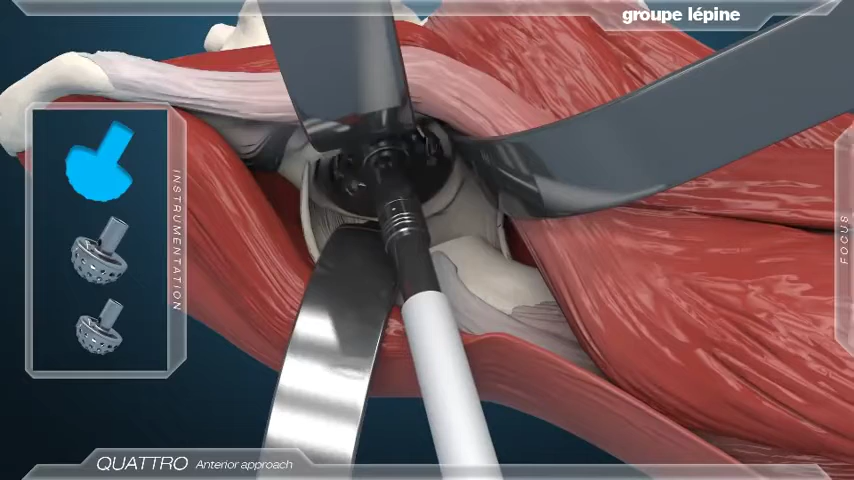 groupe lépine
INSTRUMENTATION
FOCUS
QUATTRO Anterior approach